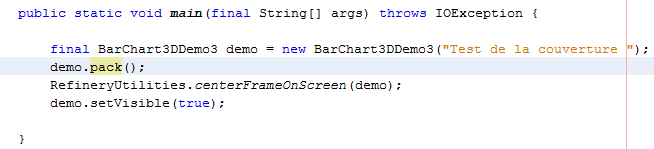 public static void main(final String[] args) throws IOException {
final BarChart3DDemo3 demo = new BarChart3DDemo3("Test de la couverture ");
demo.pack();
RefineryUtilities.centerFrameOnScreen(demo);
demo.setVisible(true);
}